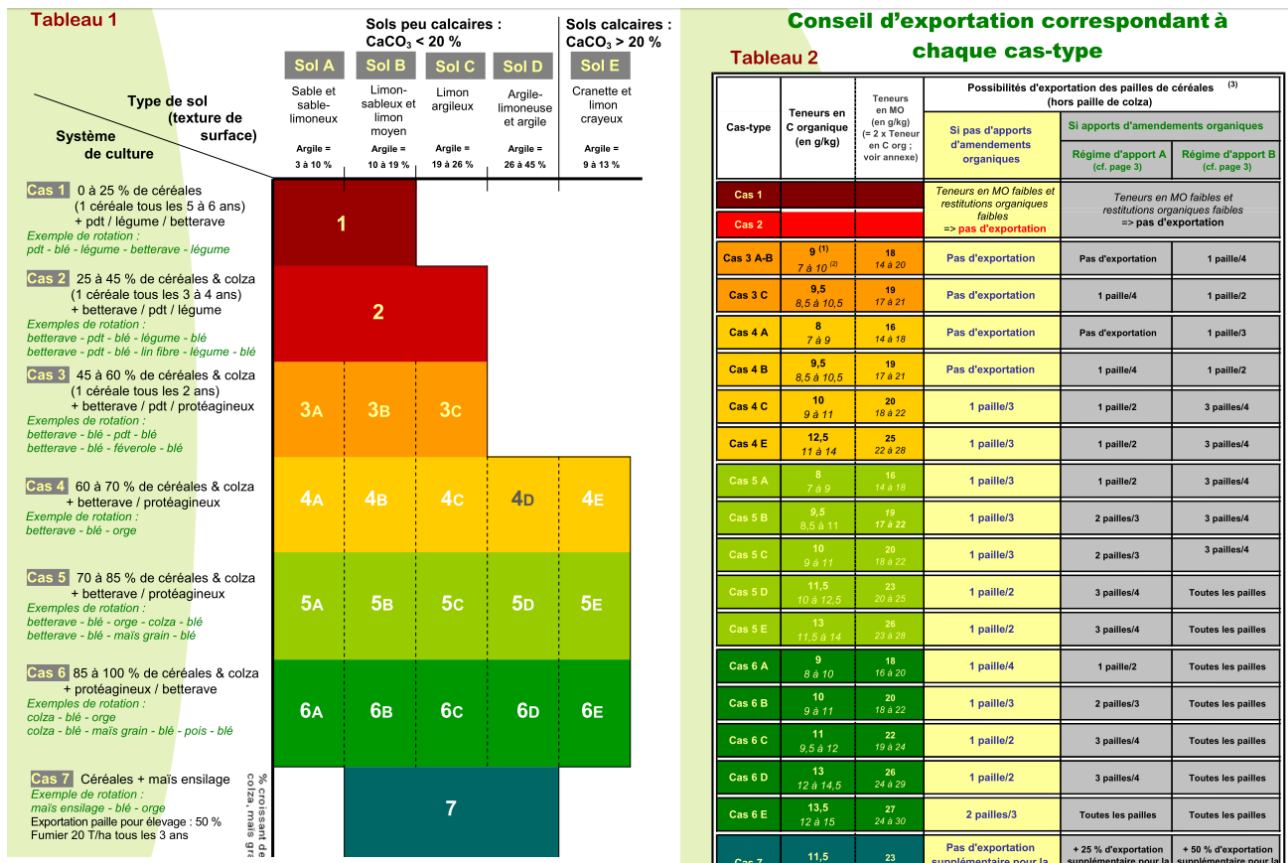 Tableau 1
Sols peu calcaires :
CaCO3 < 20 %
Sols calcaires :
CaCO3 > 20 %
Sol A
Sol B
Sol C
Sol D
Sol E
Type de sol
(texture de
surface)
Système
de culture
Sable et
sable-
limoneux
Argile =
3 à 10 %
Limon-
sableux et
limon
moyen
Argile =
10 à 19 %
Limon
argileux
Argile =
19 à 26 %
Argile-
limoneuse
et argile
Argile =
26 à 45 %
Cranette et
limon
crayeux
Argile =
9 à 13 %
Cas 1 0 à 25 % de céréales
(1 céréale tous les 5 à 6 ans)
+ pdt / légume / betterave
Exemple de rotation :
pdt - blé - légume - betterave - légume
1
Cas 2 25 à 45 % de céréales & colza
(1 céréale tous les 3 à 4 ans)
+ betterave / pdt / légume
Exemples de rotation :
betterave - pdt - blé - légume - blé
betterave - pdt - blé - lin fibre - légume - blé
2
Cas 3 45 à 60 % de céréales & colza
(1 céréale tous les 2 ans)
+ betterave / pdt / protéagineux
Exemples de rotation :
betterave - blé - pdt - blé
betterave - blé - féverole - blé
3A 3B 3C
Cas 4 60 à 70 % de céréales & colza
+ betterave / protéagineux
Exemple de rotation :
betterave - blé - orge
4A 4B 4C 4D 4E
Cas 5 70 à 85 % de céréales & colza
+ betterave / protéagineux
Exemples de rotation :
betterave - blé - orge - colza - blé
betterave - blé - maïs grain - blé
5A 5B 5C 5D 5E
Cas 6 85 à 100 % de céréales & colza
+ protéagineux / betterave
Exemples de rotation :
colza - blé - orge
colza - blé - maïs grain - blé - pois - blé
6A 6B 6C 6D 6E
Cas 7 Céréales + maïs ensilage
Exemple de rotation :
maïs ensilage - blé - orge
Exportation paille pour élevage : 50 %
Fumier 20 T/ha tous les 3 ans
% croissant de
colza, maïs
7
Conseil d'exportation correspondant à
chaque cas-type
Tableau 2
Cas-type
Teneurs en
C organique
(en g/kg)
Teneurs
en MO
(en g/kg)
(= 2 x Teneur
en C org ;
voir annexe)
Possibilités d'exportation des pailles de céréales (3)
(hors paille de colza)
Si pas d'apports
d'amendements
organiques
Si apports d'amendements organiques
Régime d'apport A
(cf. page 3)
Régime d'apport B
(cf. page 3)
Cas 1
Cas 2
Teneurs en MO faibles et
restitutions organiques
faibles
=> pas d'exportation
Teneurs en MO faibles et
restitutions organiques faibles
=> pas d'exportation
Cas 3 A-B 9 (1) 18 Pas d'exportation Pas d'exportation 1 paille/4
7 à 10 (2) 14 à 20
Cas 3 C 9,5 19 Pas d'exportation 1 paille/4 1 paille/2
8,5 à 10,5 17 à 21
Cas 4 A 8 16 Pas d'exportation Pas d'exportation 1 paille/3
7 à 9 14 à 18
Cas 4 B 9,5 19 Pas d'exportation 1 paille/4 1 paille/2
8,5 à 10,5 17 à 21
Cas 4 C 10 20 1 paille/3 1 paille/2 3 pailles/4
9 à 11 18 à 22
Cas 4 E 12,5 25 1 paille/3 1 paille/2 3 pailles/4
11 à 14 22 à 28
Cas 5 A 8 16 1 paille/3 1 paille/2 3 pailles/4
7 à 9 14 à 18
Cas 5 B 9,5 19 1 paille/3 2 pailles/3 3 pailles/4
8,5 à 11 17 à 22
Cas 5 C 10 20 1 paille/3 2 pailles/3 3 pailles/4
9 à 11 18 à 22
Cas 5 D 11,5 23 1 paille/2 3 pailles/4 Toutes les pailles
10 à 12,5 20 à 25
Cas 5 E 13 26 1 paille/2 3 pailles/4 Toutes les pailles
11,5 à 14 23 à 28
Cas 6 A 9 18 1 paille/4 1 paille/2 Toutes les pailles
8 à 10 16 à 20
Cas 6 B 10 20 1 paille/3 2 pailles/3 Toutes les pailles
9 à 11 18 à 22
Cas 6 C 11 22 1 paille/2 3 pailles/4 Toutes les pailles
9,5 à 12 19 à 24
Cas 6 D 13 26 1 paille/2 3 pailles/4 Toutes les pailles
12 à 14,5 24 à 29
Cas 6 E 13,5 27 2 pailles/3 Toutes les pailles Toutes les pailles
12 à 15 24 à 30
Cas 7 11,5 23
Pas d'exportation
supplémentaire pour la
+ 25 % d'exportation
supplémentaire pour la
+ 50 % d'exportation
supplémentaire pour la